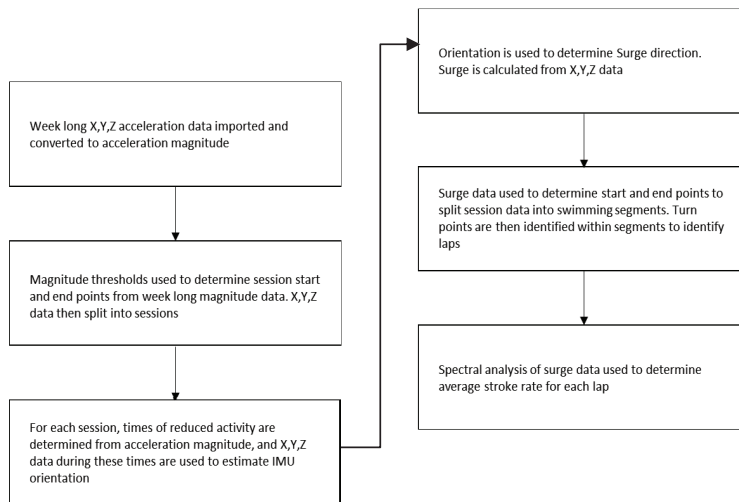 Week long X,Y,Z acceleration data imported and
converted to acceleration magnitude
Magnitude thresholds used to determine session start
and end points from week long magnitude data. X,Y,Z
data then split into sessions
For each session, times of reduced activity are
determined from acceleration magnitude, and X,Y,Z
data during these times are used to estimate IMU
orientation
Orientation is used to determine Surge direction.
Surge is calculated from X,Y,Z data
Surge data used to determine start and end points to
split session data into swimming segments. Turn
points are then identified within segments to identify
laps
Spectral analysis of surge data used to determine
average stroke rate for each lap